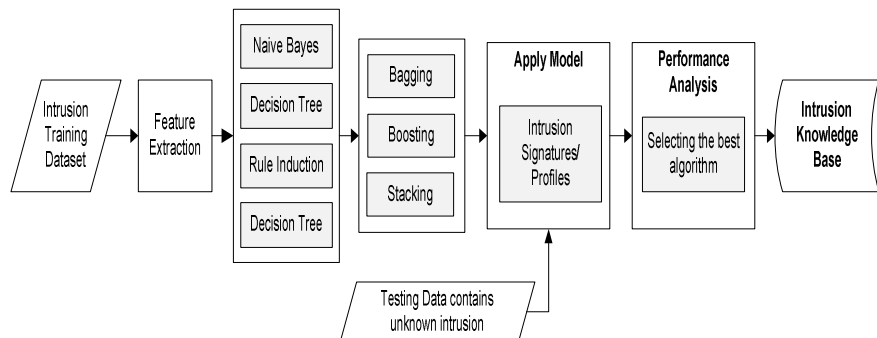 Intrusion
Training
Dataset
Feature
Extraction
Naive Bayes
Decision Tree
Rule Induction
Decision Tree
Bagging
Boosting
Stacking
Apply Model
Intrusion
Signatures/
Profiles
Performance
Analysis
Selecting the best
algorithm
Intrusion
Knowledge
Base
Testing Data contains
unknown intrusion